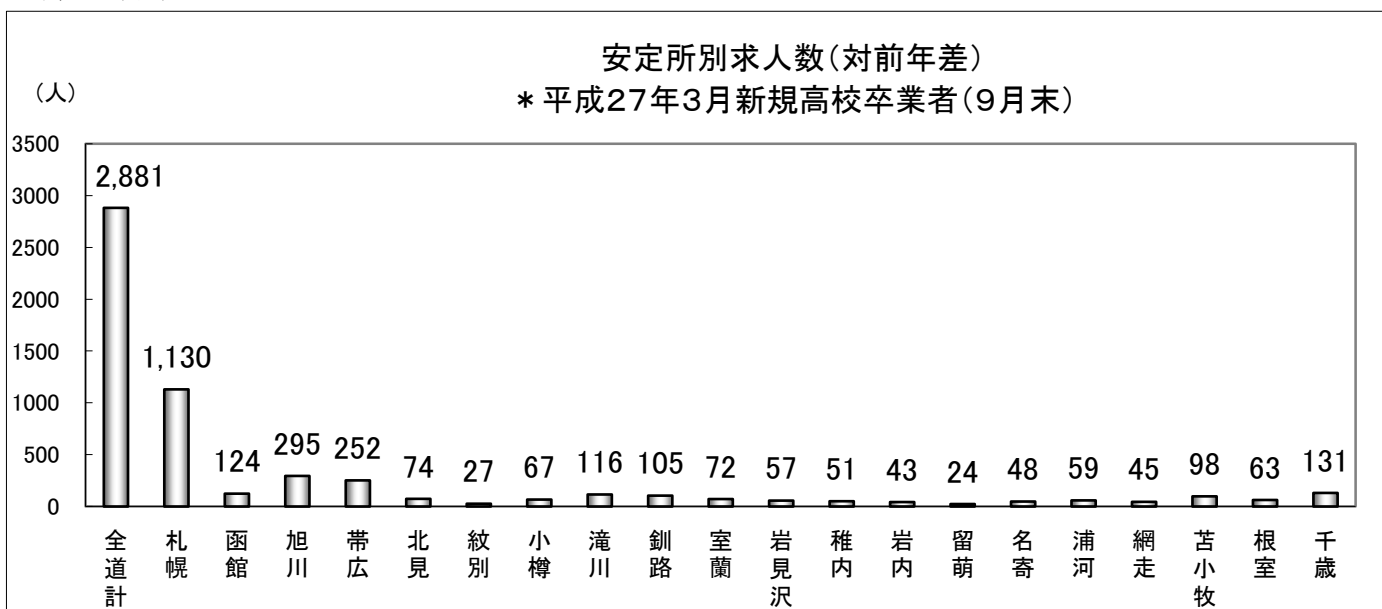 安定所別求人数(対前年差)
(人)
*平成27年3月新規高校卒業者(9月末)
3500
3000
2500
2000
1500
1000
500
0
2,881
1,130
124
295
252
74
27
67
116
105
72
57
51
43
24
48
59
45
98
63
131
全道計
札幌
函館
旭川
帯広
北見
紋別
小樽
滝川
釧路
室蘭
岩見沢
稚内
岩内
留萌
名寄
浦河
網走
苫小牧
根室
千歳